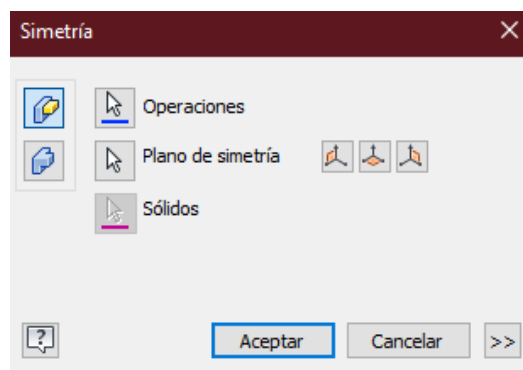 Simetría
Operaciones
Plano de simetría
Sólidos
?
Aceptar Cancelar >>